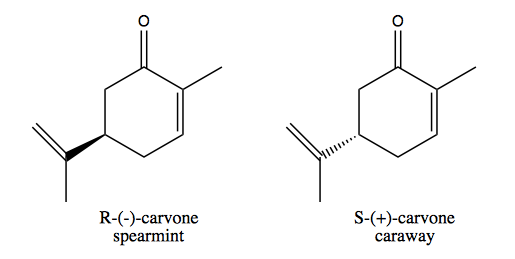 O
O
R-(-)-carvone
spearmint
S-(+)-carvone
caraway